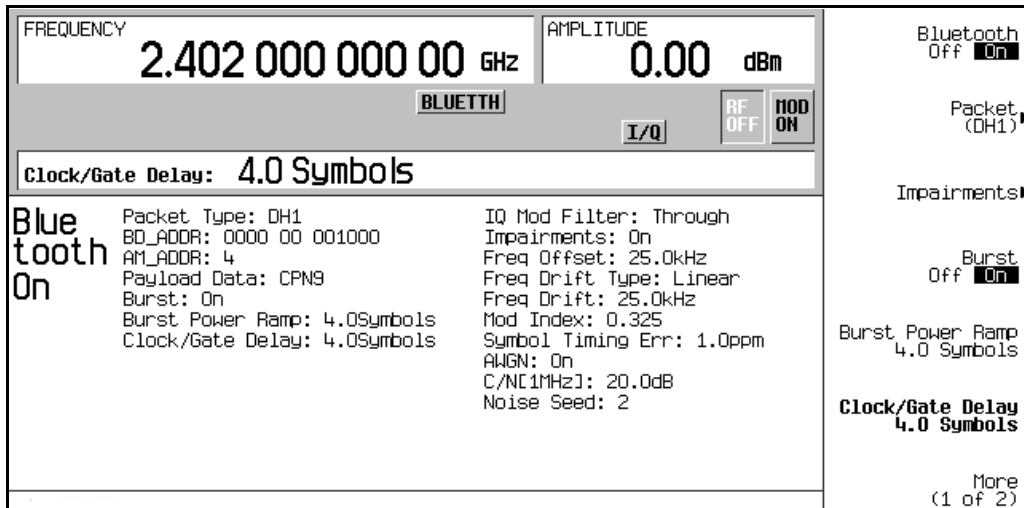 FREQUENCY
2.402 000 000 00 GHz
AMPLITUDE
0.00 dBm
BLUETTH
I/Q
RF OFF
MOD ON
Clock/Gate Delay: 4.0 Symbols
Blue
tooth
On
Packet Type: DH1
BD_ADDR: 0000 00 001000
AM_ADDR: 4
Payload Data: CPN9
Burst: On
Burst Power Ramp: 4.0Symbols
Clock/Gate Delay: 4.0Symbols
IQ Mod Filter: Through
Impairments: On
Freq Offset: 25.0kHz
Freq Drift Type: Linear
Freq Drift: 25.0kHz
Mod Index: 0.325
Symbol Timing Err: 1.0ppm
AWGN: On
C/N[1MHz]: 20.0dB
Noise Seed: 2
Bluetooth
Off On
Packet
(DH1)
Impairments
Burst
Off On
Burst Power Ramp
4.0 Symbols
Clock/Gate Delay
4.0 Symbols
More
(1 of 2)